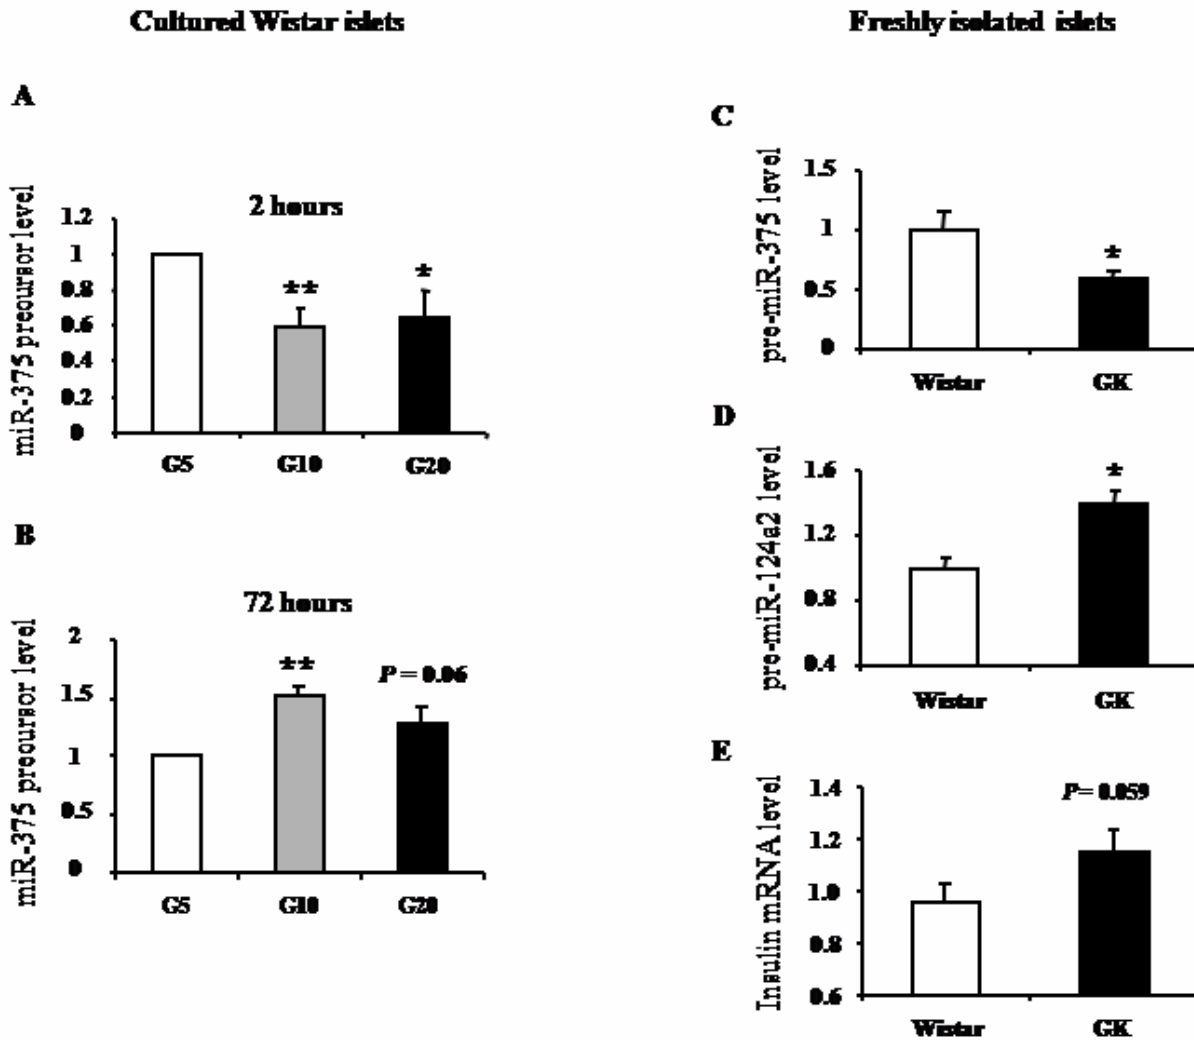 Cultured Wistar islets
A
2 hours
miR-375 precursor level
1.2
1
0.8
0.6
0.4
0.2
0
**
*
G5
G10
G20
B
72 hours
miR-375 precursor level
2
1.5
1
0.5
0
**
P = 0.06
G5
G10
G20
Freshly isolated islets
C
pre-miR-375 level
1.5
1
0.5
0
*
Wistar
GK
D
pre-miR-124a2 level
1.6
1.2
0.8
0.4
*
Wistar
GK
E
Insulin mRNA level
1.4
1.2
1.0
0.8
0.6
P = 0.059
Wistar
GK